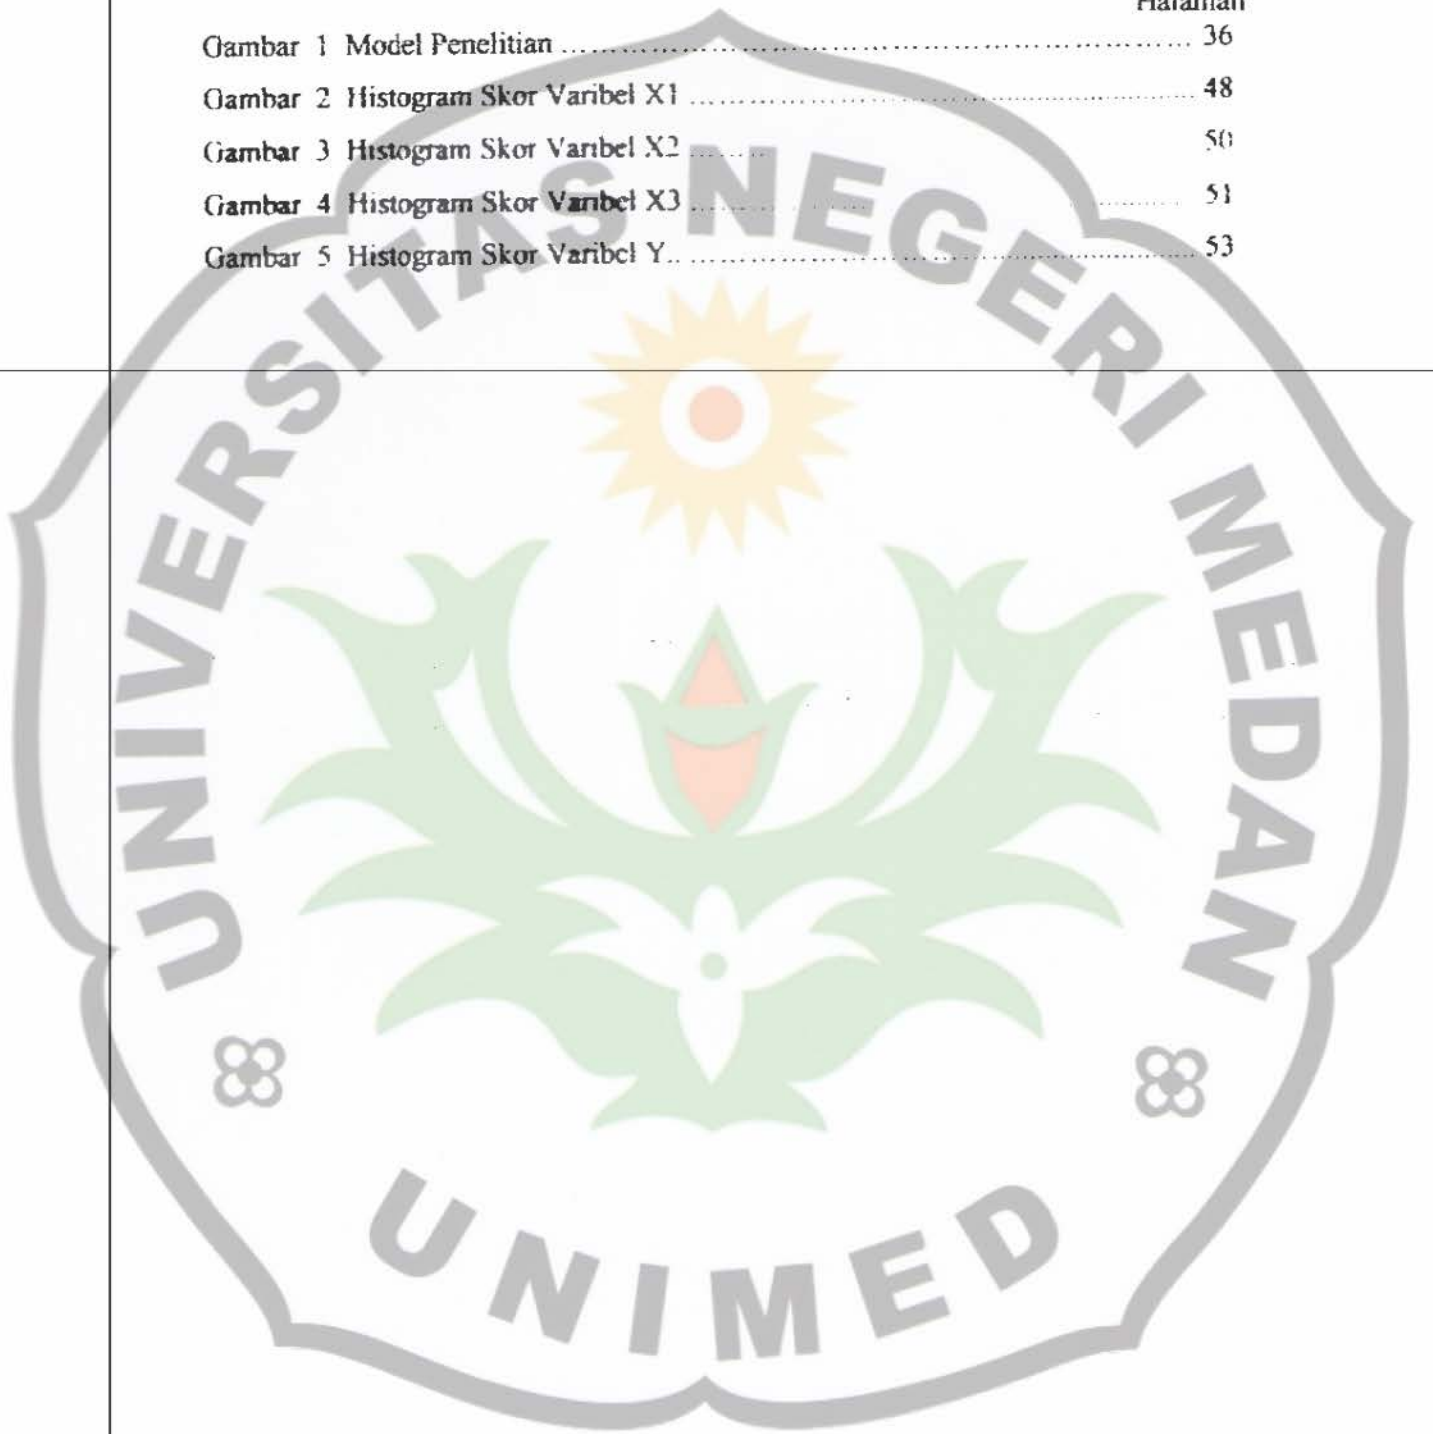 Halaman
Gambar 1 Model Penelitian ........................................ 36
Gambar 2 Histogram Skor Varibel X1 ........................................ 48
Gambar 3 Histogram Skor Varibel X2 ........ 50
Gambar 4 Histogram Skor Varibel X3 ........................................ 51
Gambar 5 Histogram Skor Varibel Y.. ........................................ 53
UNIVERSITAS NEGERI MEDAN
UNIMED